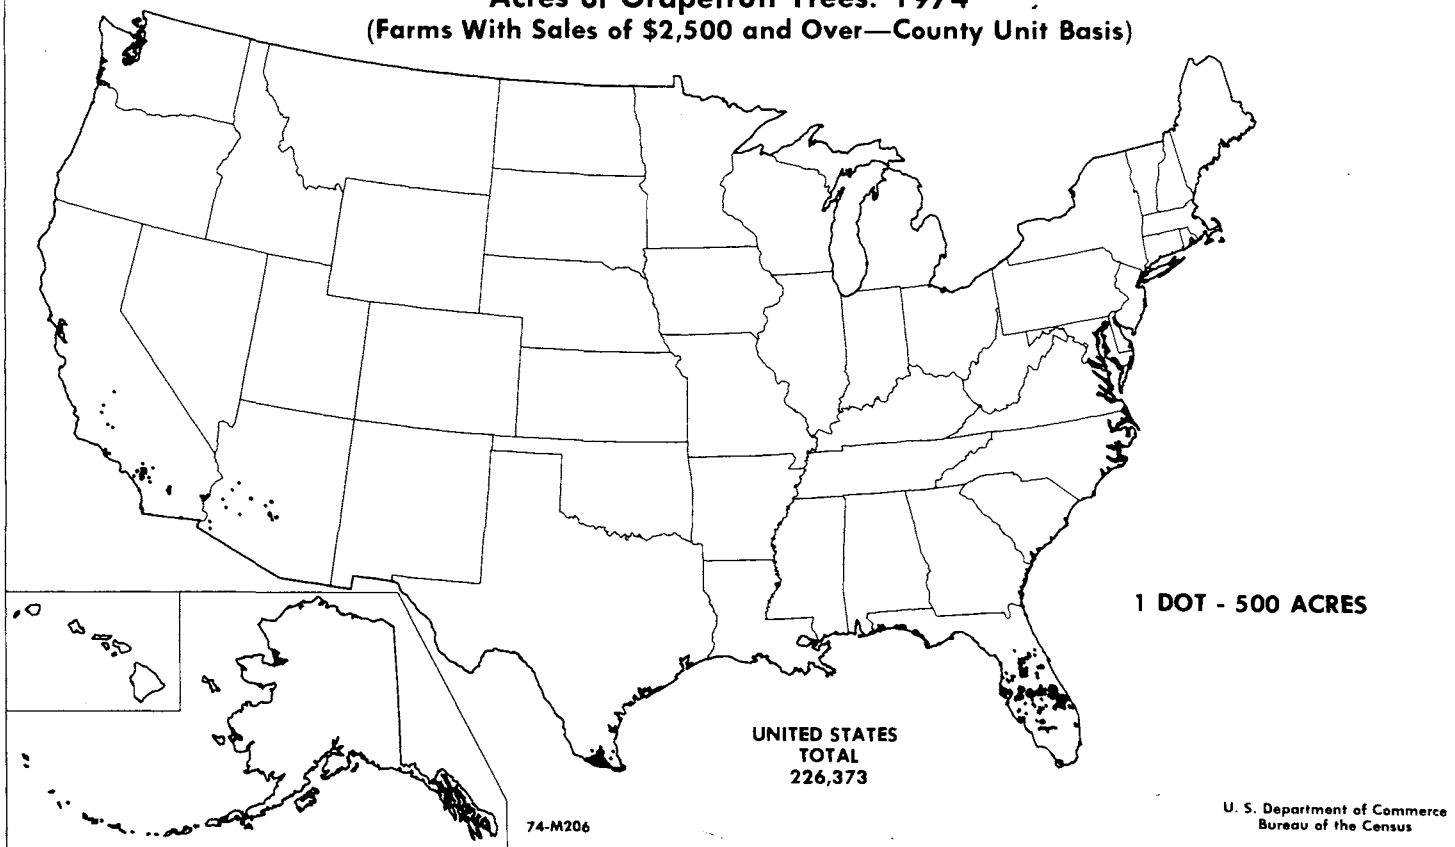 Acres of Grapefruit Trees: 1974
(Farms With Sales of $2,500 and Over—County Unit Basis)
1 DOT - 500 ACRES
UNITED STATES
TOTAL
226,373
74-M206
U. S. Department of Commerce
Bureau of the Census